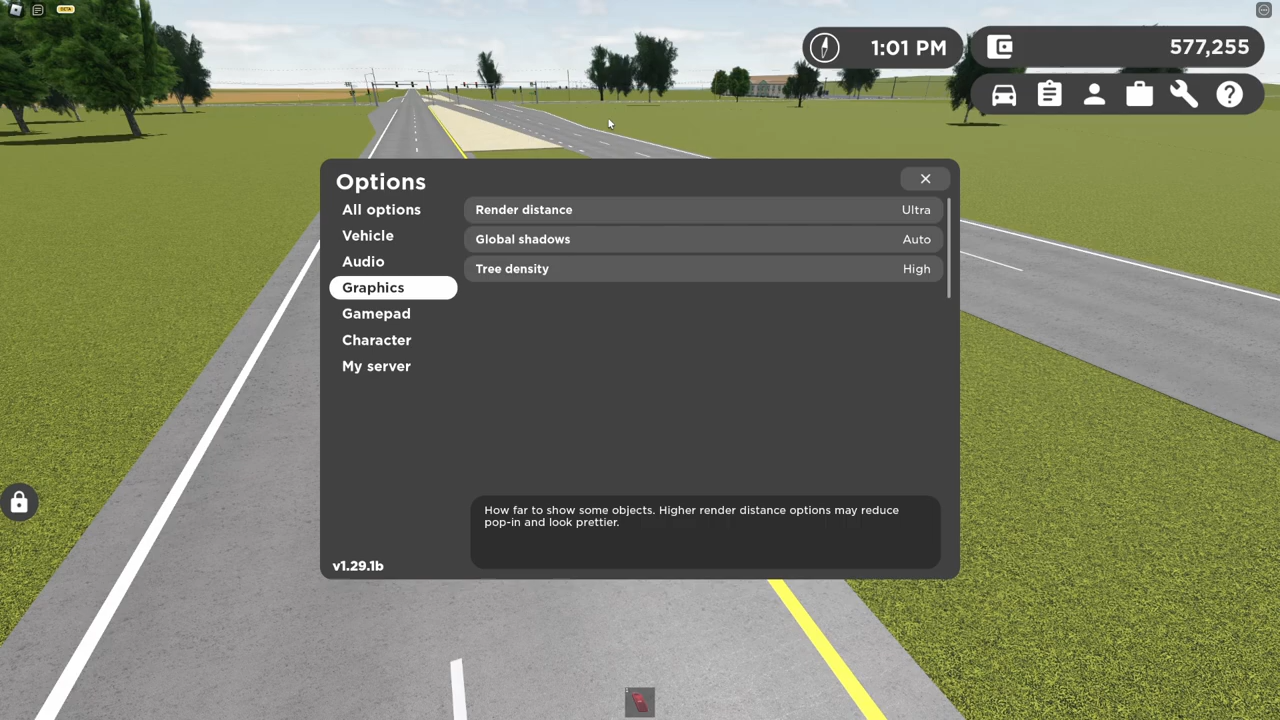 BETA
1:01 PM
577,255
Options
All options
Vehicle
Audio
Graphics
Gamepad
Character
My server
Render distance Ultra
Global shadows Auto
Tree density High
How far to show some objects. Higher render distance options may reduce
pop-in and look prettier.
v1.29.1b
1